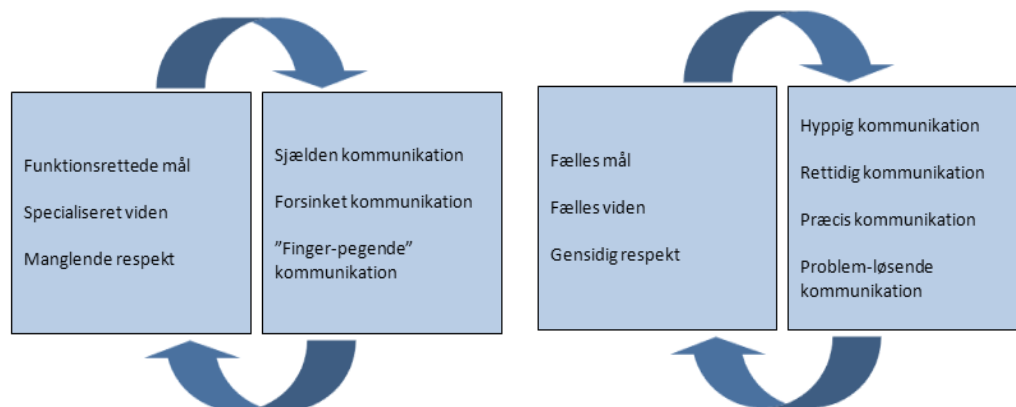 Funktionsrettede mål
Specialiseret viden
Manglende respekt
Sjælden kommunikation
Forsinket kommunikation
”Finger-pegende”
kommunikation
Fælles mål
Fælles viden
Gensidig respekt
Hyppig kommunikation
Rettidig kommunikation
Præcis kommunikation
Problem-løsende
kommunikation